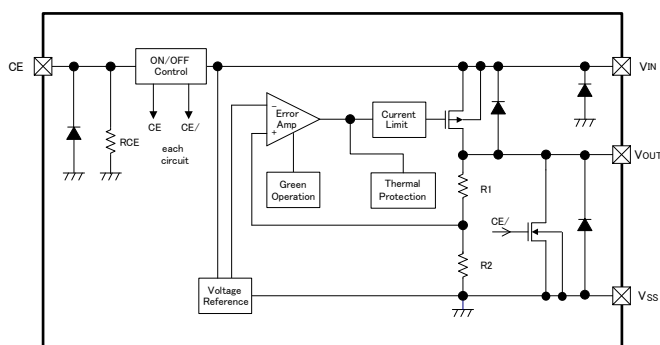 CE
ON/OFF
Control
VIN
CE
CE/
each
circuit
RCE
−
Error
Amp
+
Current
Limit
Green
Operation
Thermal
Protection
VOUT
R1
CE/
R2
Voltage
Reference
VSS